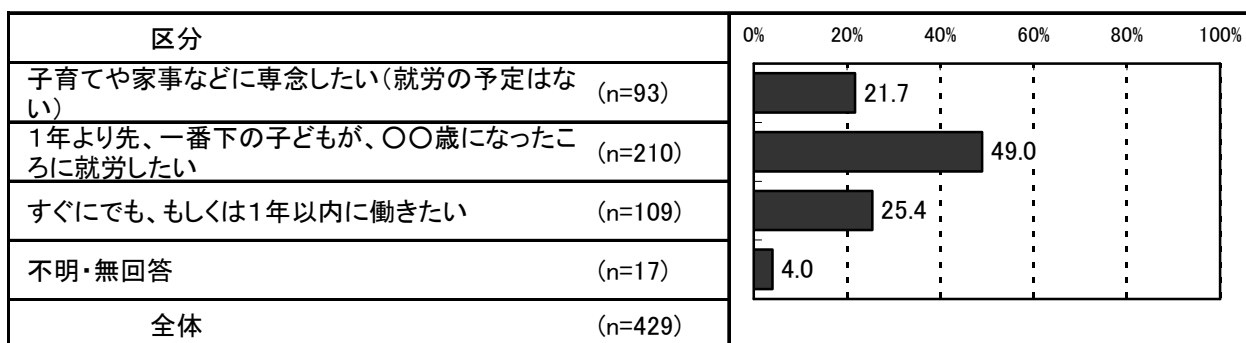 区分
0% 20% 40% 60% 80% 100%
子育てや家事などに専念したい(就労の予定はな
い) (n=93) 21.7
1年より先、一番下の子どもが、〇〇歳になったこ
ろに就労したい (n=210) 49.0
すぐにでも、もしくは1年以内に働きたい (n=109) 25.4
不明・無回答 (n=17) 4.0
全体 (n=429)